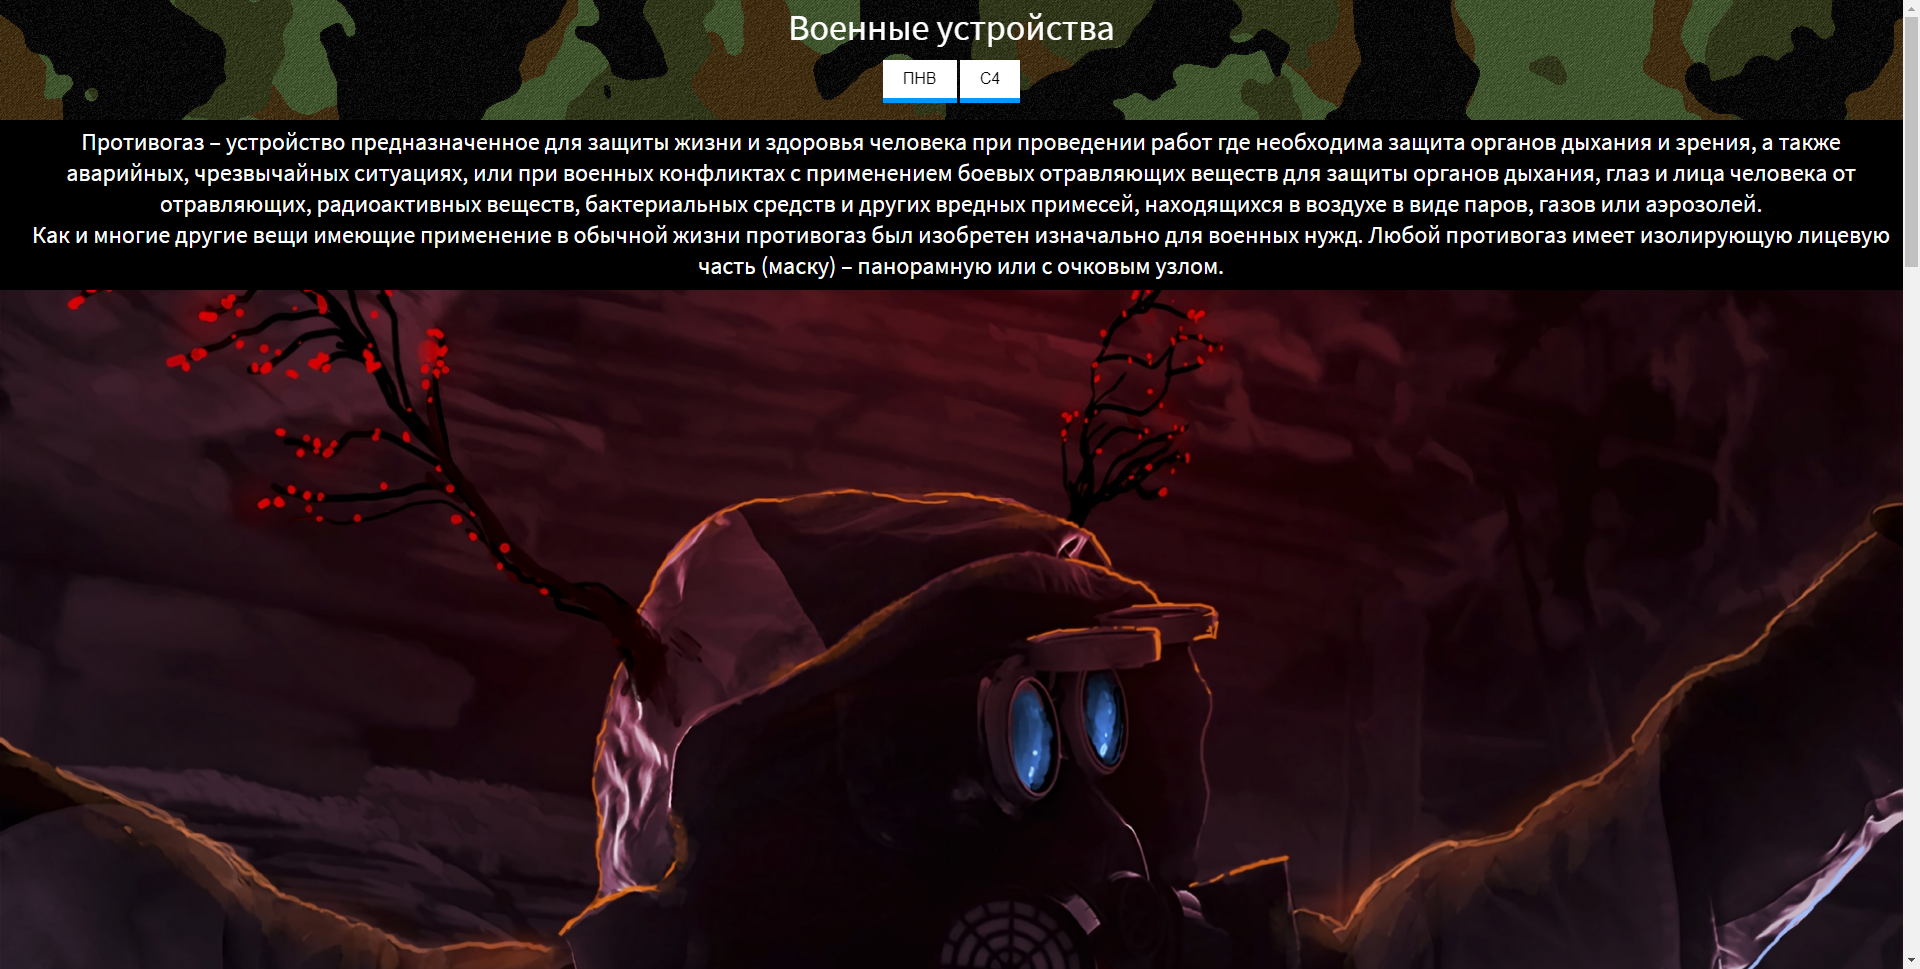 Военные устройства
ПНВ С4
Противогаз – устройство предназначенное для защиты жизни и здоровья человека при проведении работ где необходима защита органов дыхания и зрения, а также
аварийных, чрезвычайных ситуациях, или при военных конфликтах с применением боевых отравляющих веществ для защиты органов дыхания, глаз и лица человека от
отравляющих, радиоактивных веществ, бактериальных средств и других вредных примесей, находящихся в воздухе в виде паров, газов или аэрозолей.
Как и многие другие вещи имеющие применение в обычной жизни противогаз был изобретен изначально для военных нужд. Любой противогаз имеет изолирующую лицевую
часть (маску) – панорамную или с очковым узлом.